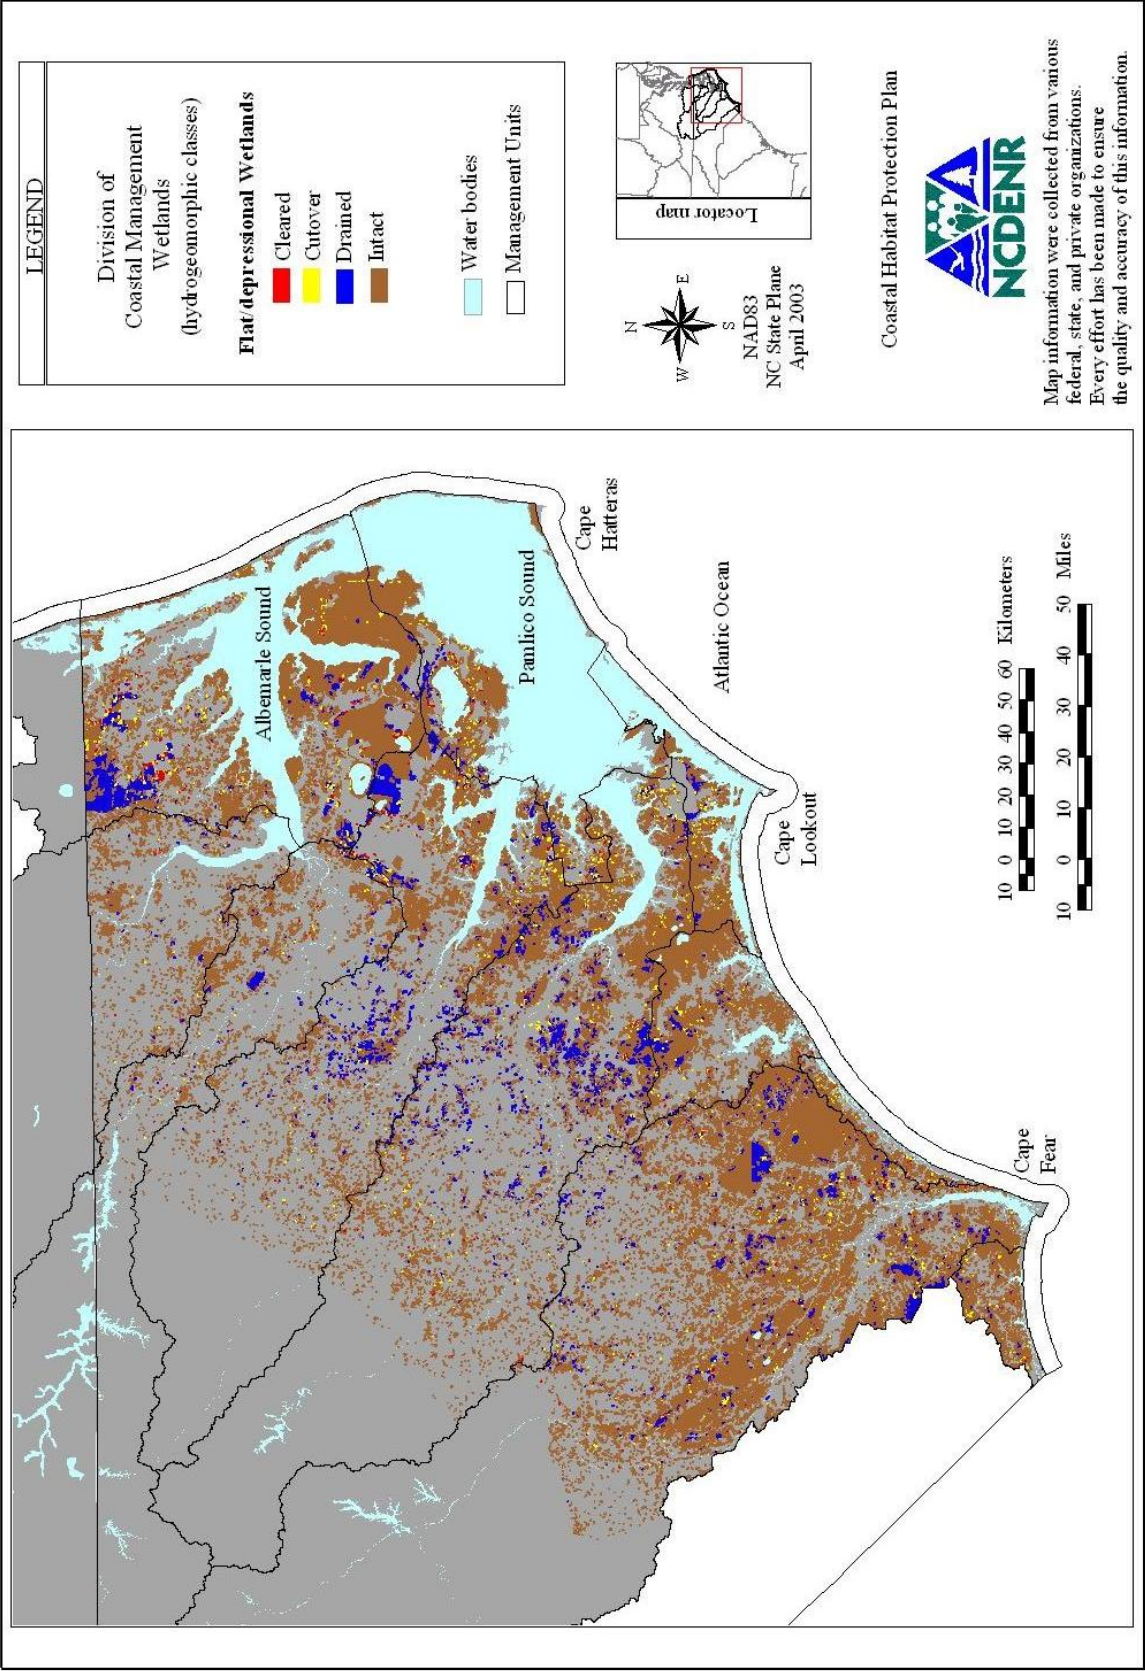 LEGEND
Division of
Coastal Management
Wetlands
(hydrogeomorphic classes)
Flat/depressional Wetlands
Cleared
Cutover
Drained
Intact
Water bodies
Management Units
Locator map
N
W
E
S
NAD83
NC State Plane
April 2003
Coastal Habitat Protection Plan
NCDENR
Map information were collected from various
federal, state, and private organizations.
Every effort has been made to ensure
the quality and accuracy of this information.
Albemarle Sound
Pamlico Sound
Cape
Hatteras
Atlantic Ocean
Cape
Lookout
Cape
Fear
10 0 10 20 30 40 50 60 Kilometers
10 0 10 20 30 40 50 Miles